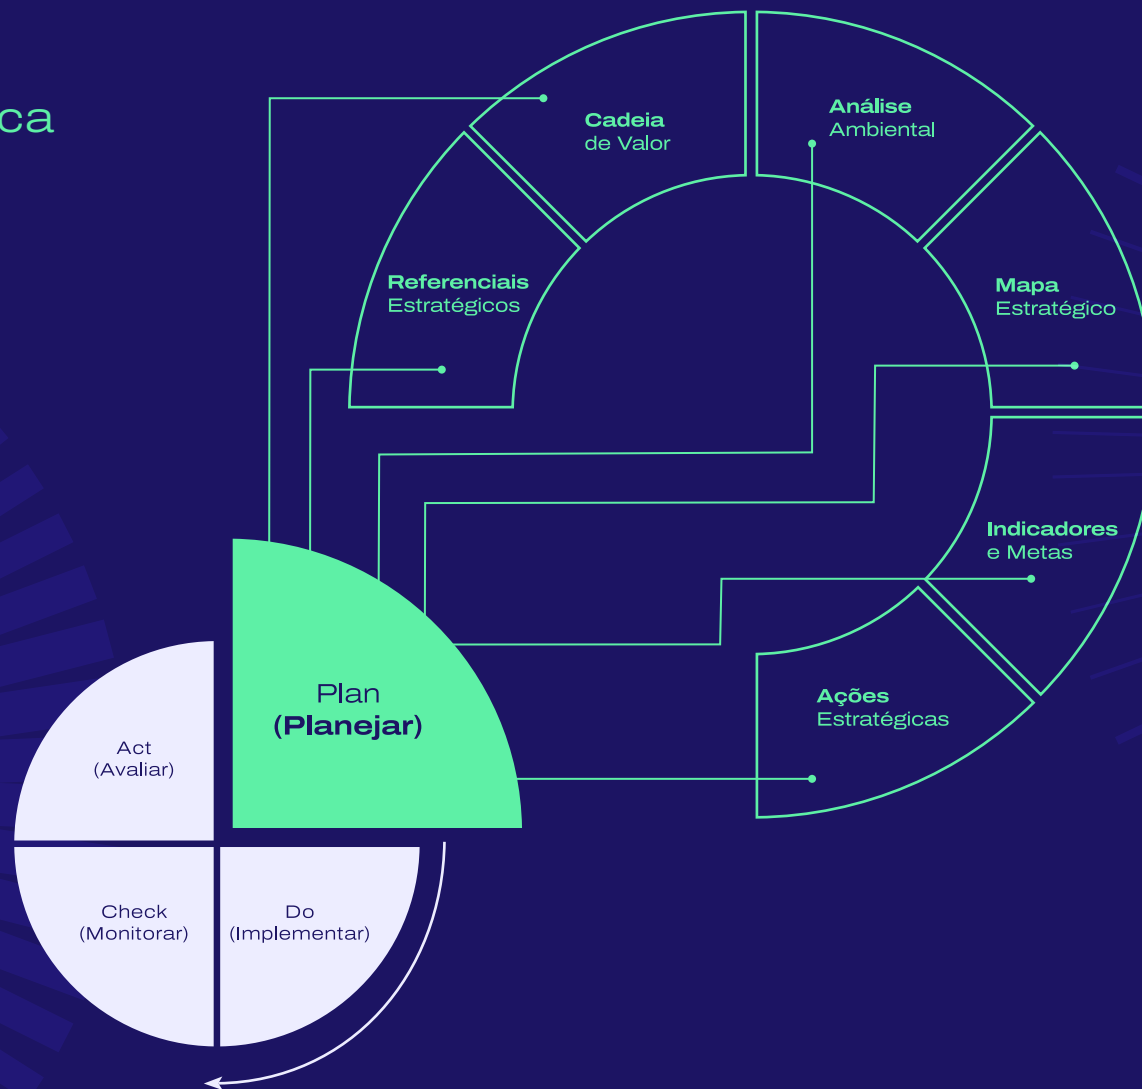 ca
Cadeia
de Valor
Análise
Ambiental
Referenciais
Estratégicos
Mapa
Estratégico
Indicadores
e Metas
Ações
Estratégicas
Plan
(Planejar)
Act
(Avaliar)
Check
(Monitorar)
Do
(Implementar)